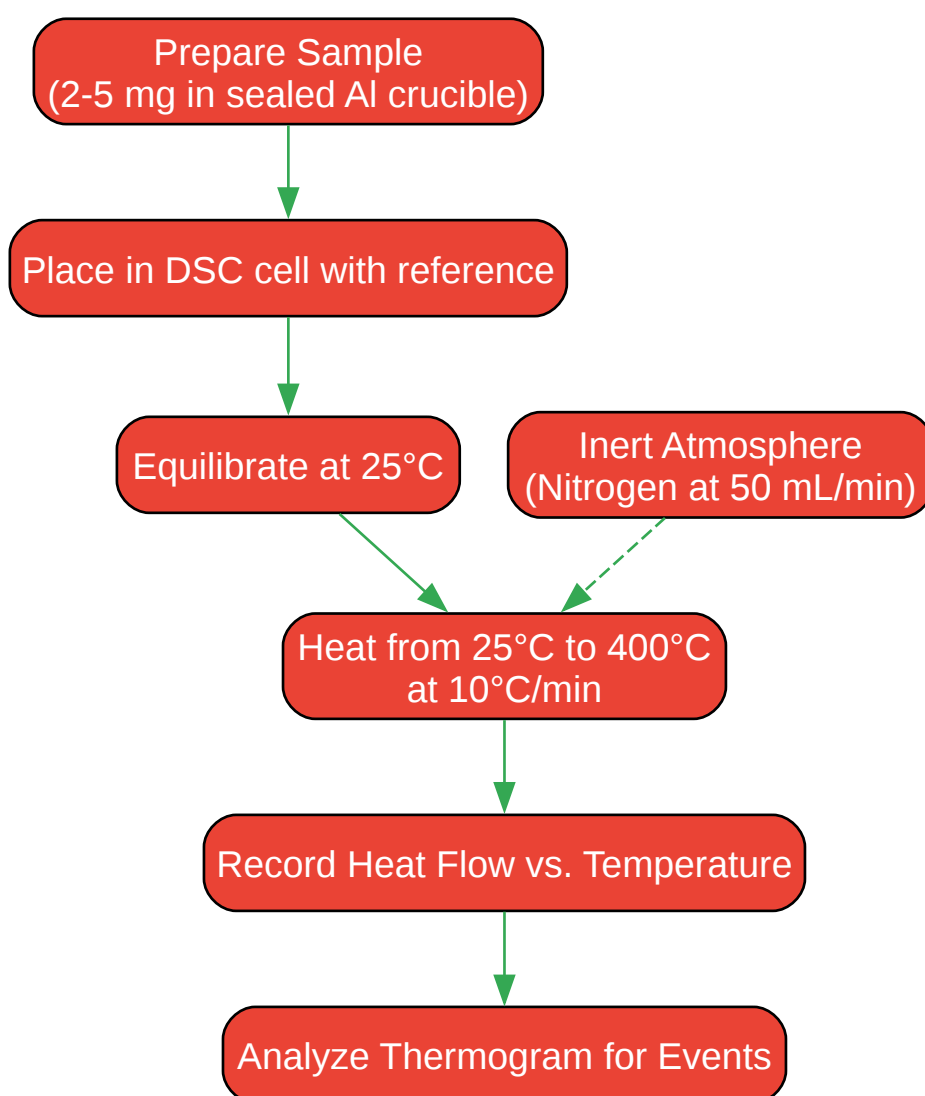 Prepare Sample
(2-5 mg in sealed Al crucible)
Place in DSC cell with reference
Equilibrate at 25°C
Inert Atmosphere
(Nitrogen at 50 mL/min)
Heat from 25°C to 400°C
at 10°C/min
Record Heat Flow vs. Temperature
Analyze Thermogram for Events